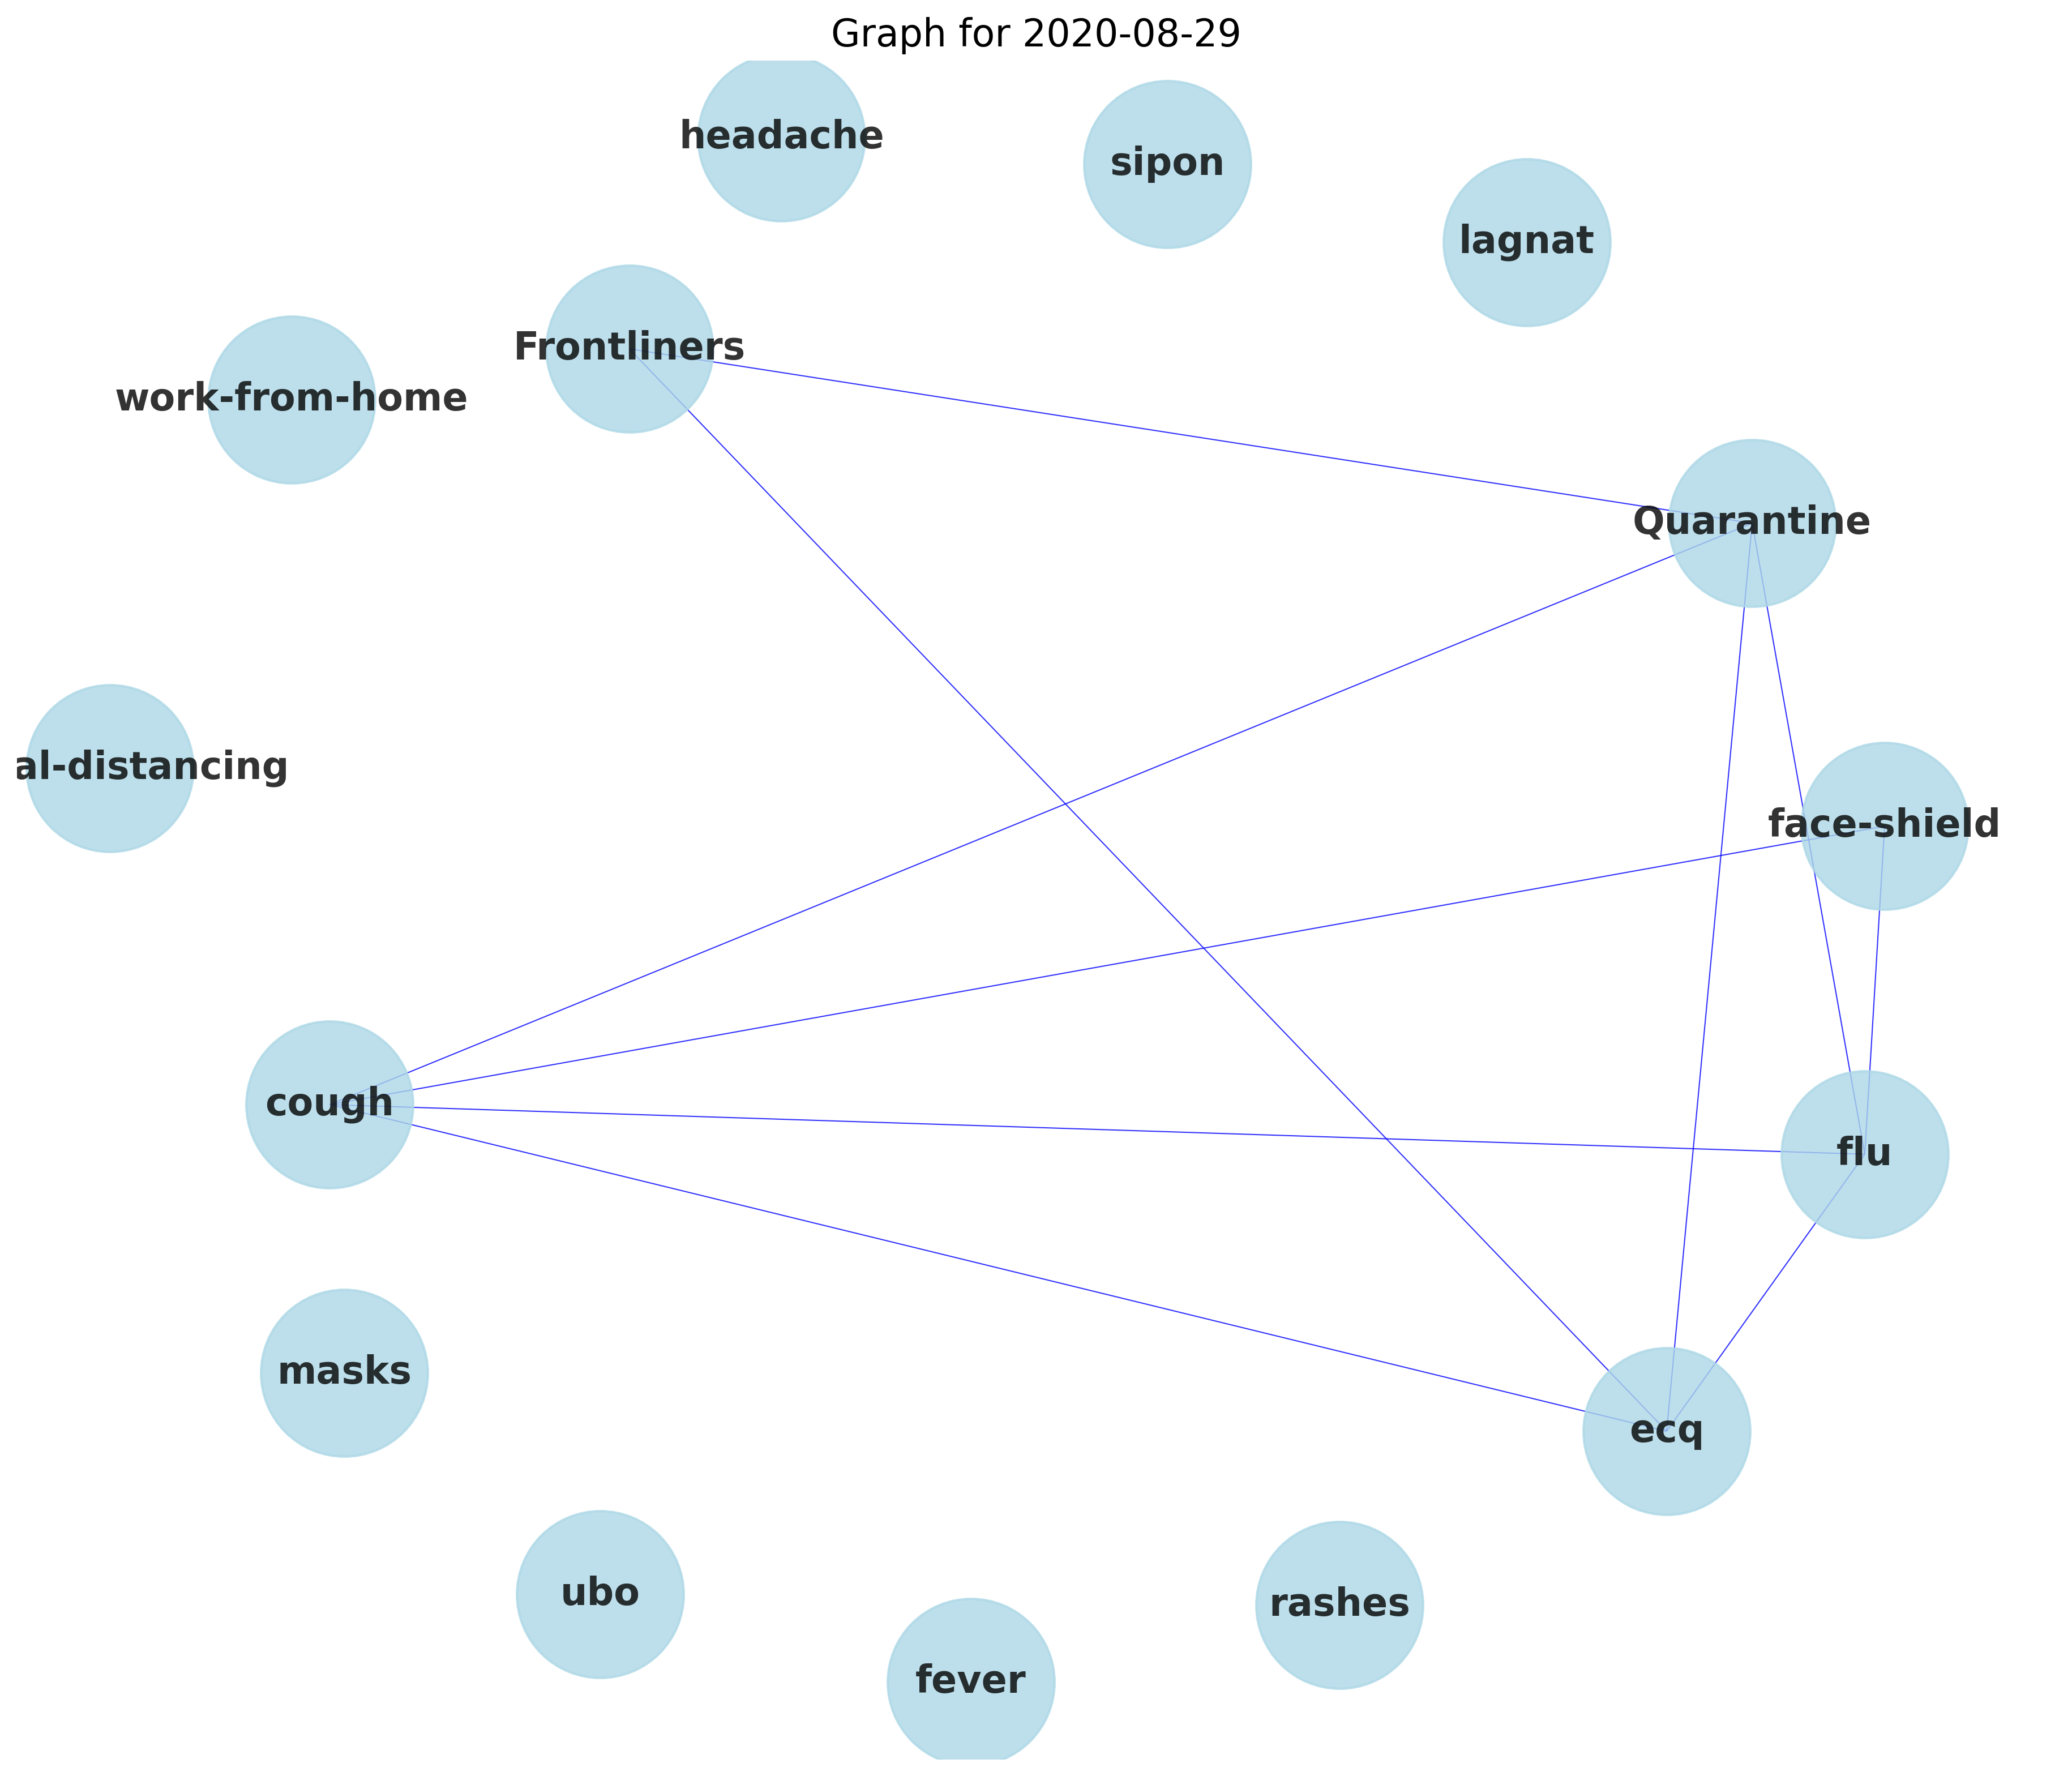 Graph for 2020-08-29
headache
sipon
lagnat
Frontliners
work-from-home
Quarantine
al-distancing
face-shield
cough
flu
masks
ecq
ubo
rashes
fever